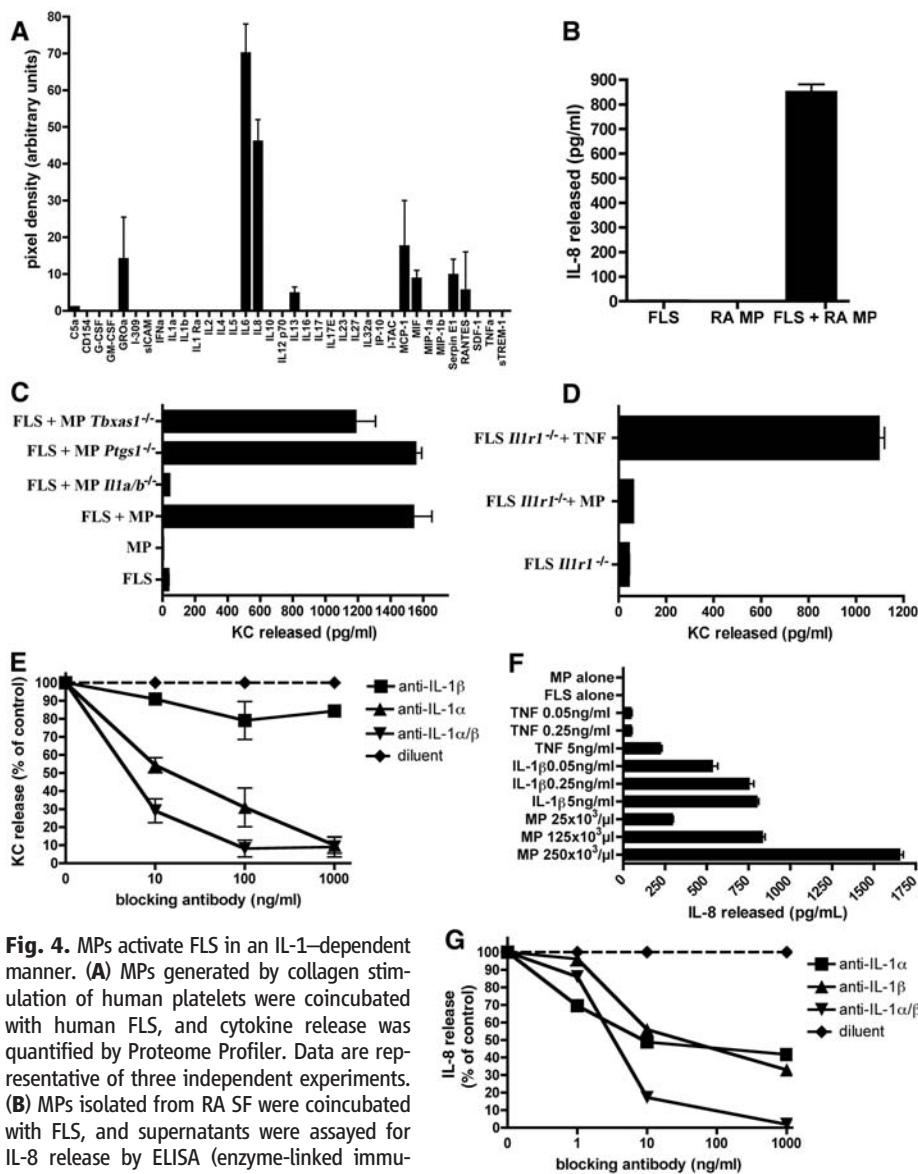 A
pixel density (arbitrary units)
80
70
60
50
40
30
20
10
0
C5a
CD154
G-CSF
GM-CSF
GROa
I-309
sICAM
IFNa
IL1a
IL1b
IL1 Ra
IL2
IL4
IL5
IL6
IL8
IL10
IL12 p70
IL13
IL16
IL17
IL17E
IL23
IL27
IL32a
IP-10
I-TAC
MCP-1
MIF
MIP-1a
MIP-1b
Serpin E1
RANTES
SDF-1
TNFa
sTREM-1
B
IL-8 released (pg/ml)
900
800
700
600
500
400
300
200
100
0
FLS
RA MP
FLS + RA MP
C
FLS + MP Tbxas1-/-
FLS + MP Ptgs1-/-
FLS + MP Il1a/b-/-
FLS + MP
MP
FLS
0 200 400 600 800 1000 1200 1400 1600
KC released (pg/ml)
D
FLS Il1r1-/- + TNF
FLS Il1r1-/- + MP
FLS Il1r1-/-
0 200 400 600 800 1000 1200
KC released (pg/ml)
E
KC release (% of control)
100
90
80
70
60
50
40
30
20
10
0
0 10 100 1000
blocking antibody (ng/ml)
anti-IL-1β
anti-IL-1α
anti-IL-1α/β
diluent
F
MP alone
FLS alone
TNF 0.05ng/ml
TNF 0.25ng/ml
TNF 5ng/ml
IL-1β0.05ng/ml
IL-1β0.25ng/ml
IL-1β5ng/ml
MP 25x10³/µl
MP 125x10³µl
MP 250x10³/µl
0 250 500 750 1000 1250 1500 1750
IL-8 released (pg/mL)
Fig. 4. MPs activate FLS in an IL-1–dependent
manner. (A) MPs generated by collagen stim-
ulation of human platelets were coincubated
with human FLS, and cytokine release was
quantified by Proteome Profiler. Data are rep-
resentative of three independent experiments.
(B) MPs isolated from RA SF were coincubated
with FLS, and supernatants were assayed for
IL-8 release by ELISA (enzyme-linked immu-
G
IL-8 release
(% of control)
100
90
80
70
60
50
40
30
20
10
0
0 1 10 1000
blocking antibody (ng/ml)
anti-IL-1α
anti-IL-1β
anti-IL-1α/β
diluent